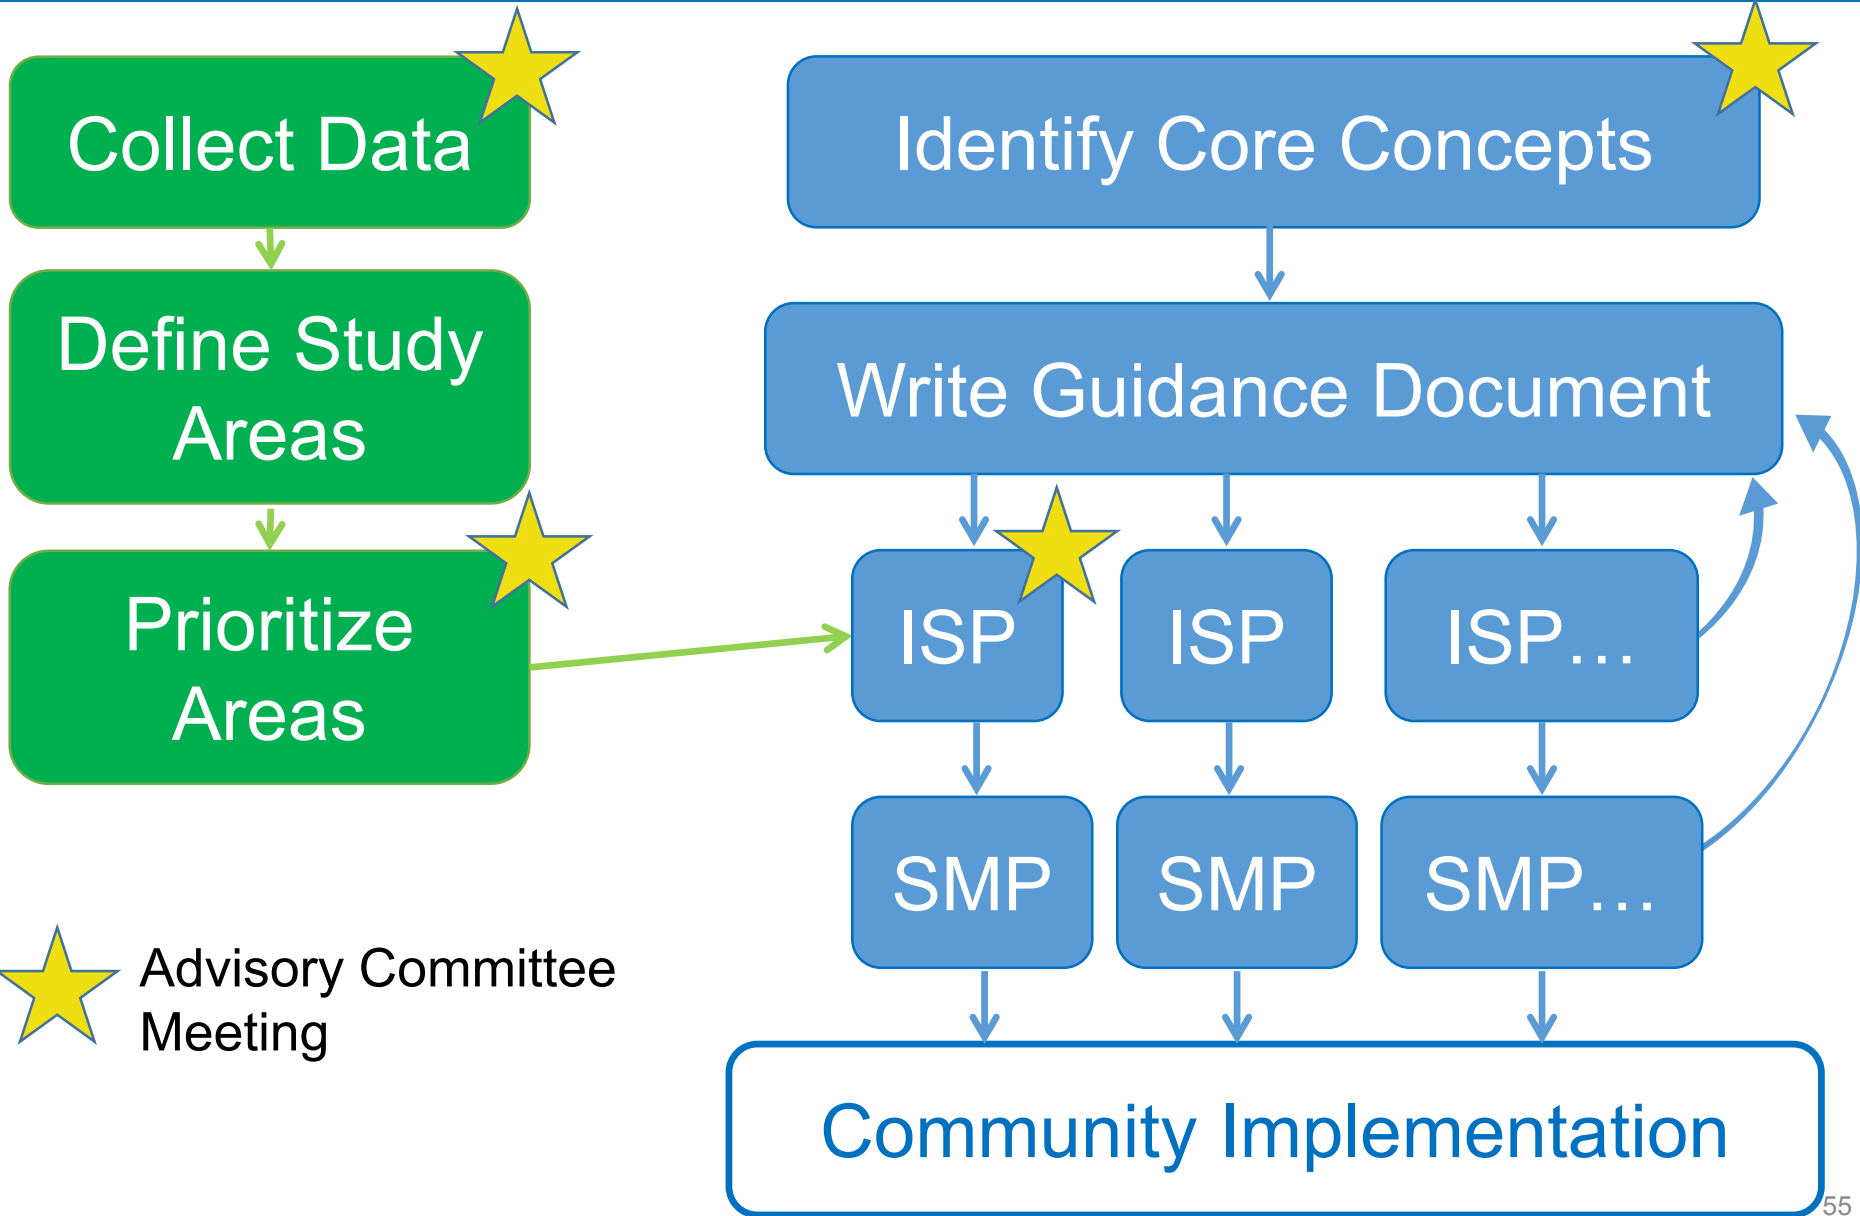 Collect Data
Define Study
Areas
Prioritize
Areas
Advisory Committee
Meeting
Identify Core Concepts
Write Guidance Document
ISP
ISP
ISP…
SMP
SMP
SMP…
Community Implementation
55